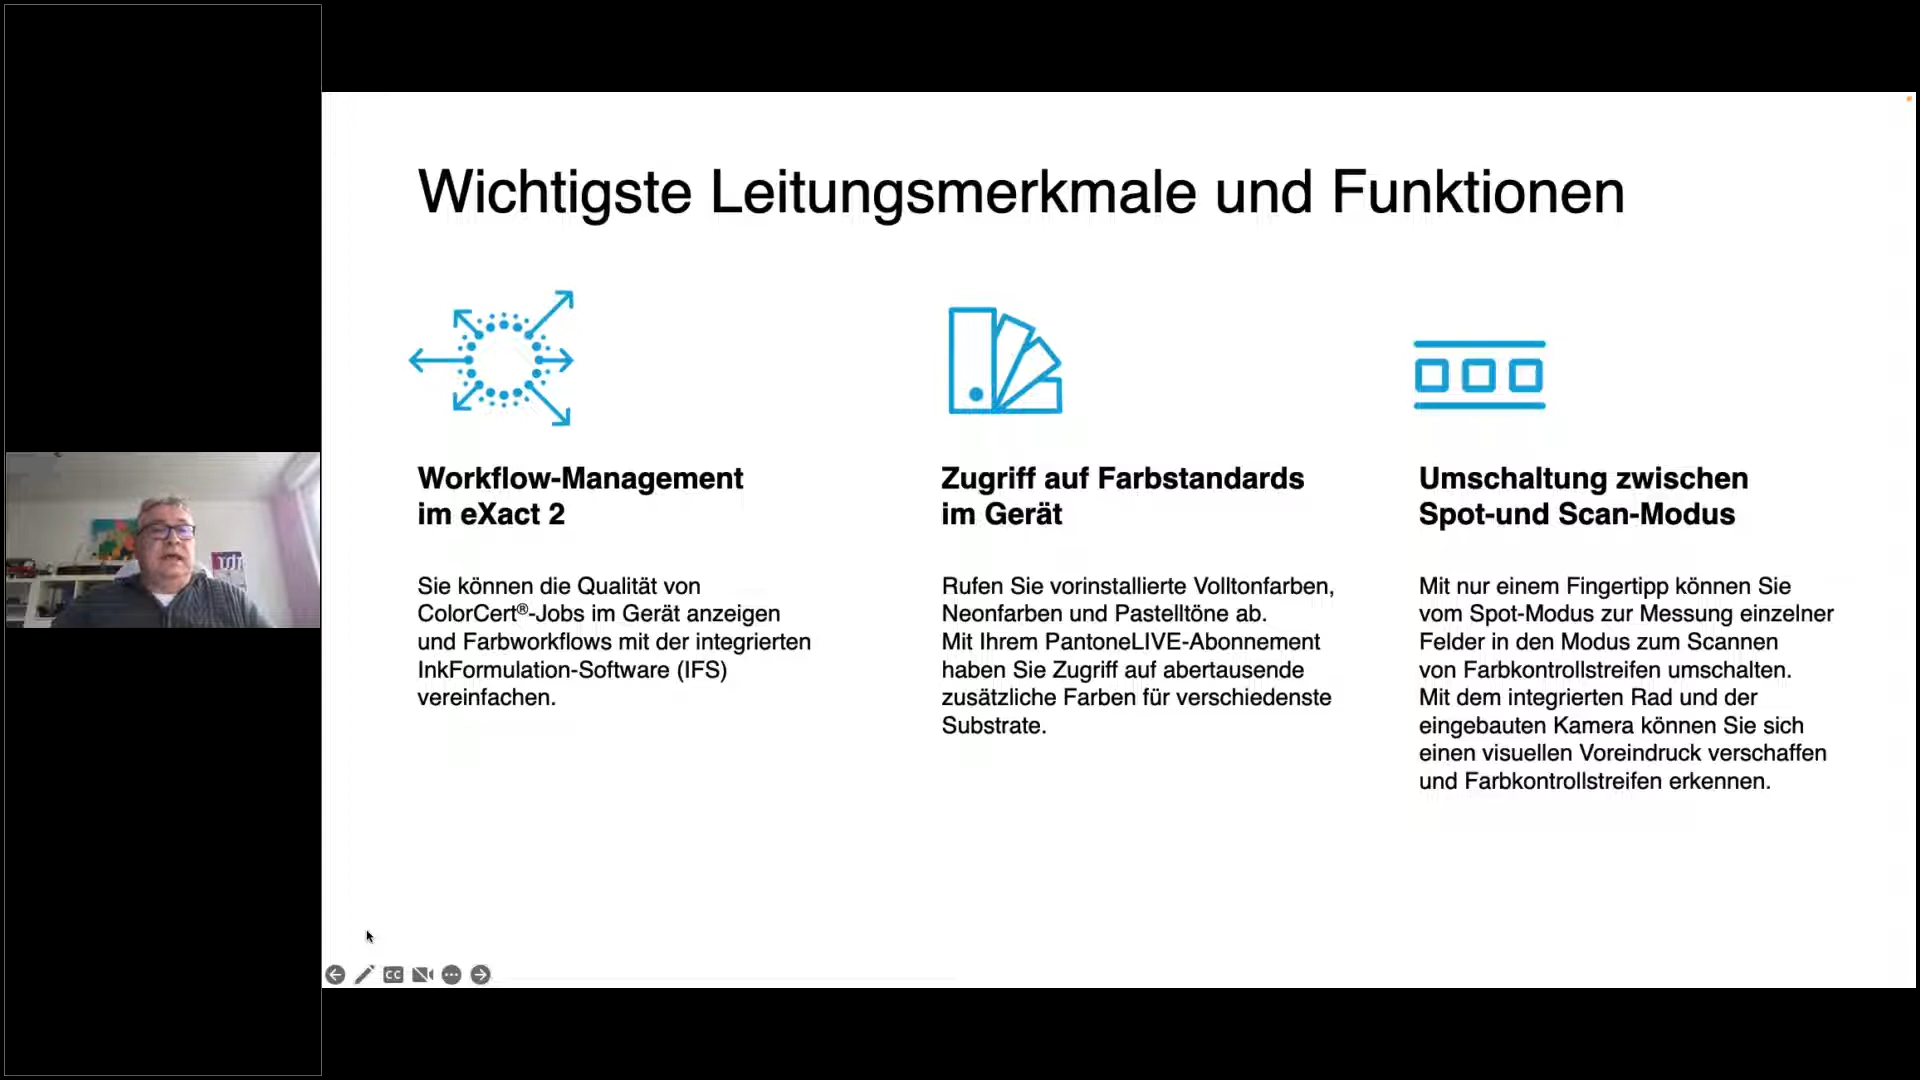 Wichtigste Leitungsmerkmale und Funktionen
Workflow-Management
im eXact 2
Sie können die Qualität von
ColorCert®-Jobs im Gerät anzeigen
und Farbworkflows mit der integrierten
InkFormulation-Software (IFS)
vereinfachen.
Zugriff auf Farbstandards
im Gerät
Rufen Sie vorinstallierte Volltonfarben,
Neonfarben und Pastelltöne ab.
Mit Ihrem PantoneLIVE-Abonnement
haben Sie Zugriff auf abertausende
zusätzliche Farben für verschiedenste
Substrate.
Umschaltung zwischen
Spot-und Scan-Modus
Mit nur einem Fingertipp können Sie
vom Spot-Modus zur Messung einzelner
Felder in den Modus zum Scannen
von Farbkontrollstreifen umschalten.
Mit dem integrierten Rad und der
eingebauten Kamera können Sie sich
einen visuellen Voreindruck verschaffen
und Farbkontrollstreifen erkennen.
CC